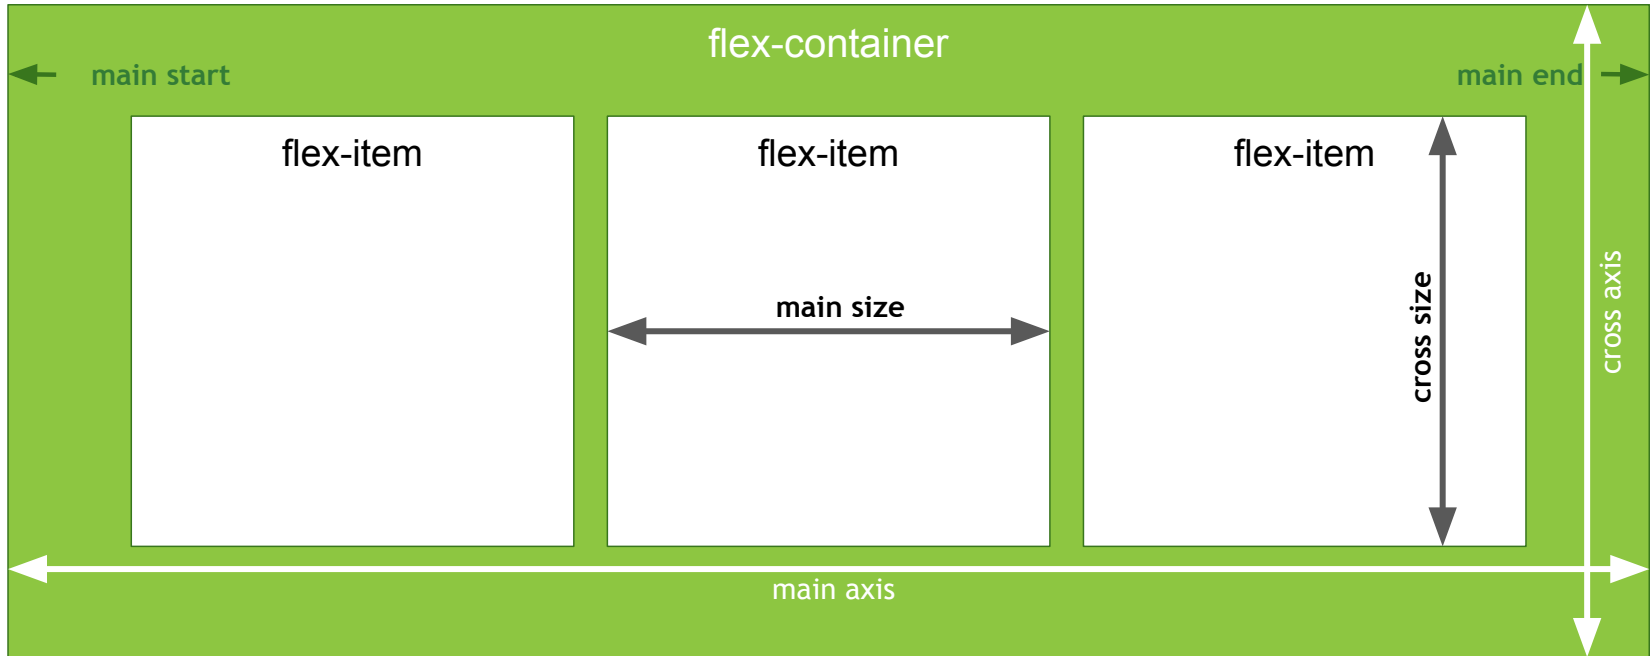 flex-container
main start
main end
flex-item
flex-item
flex-item
main size
cross size
cross axis
main axis